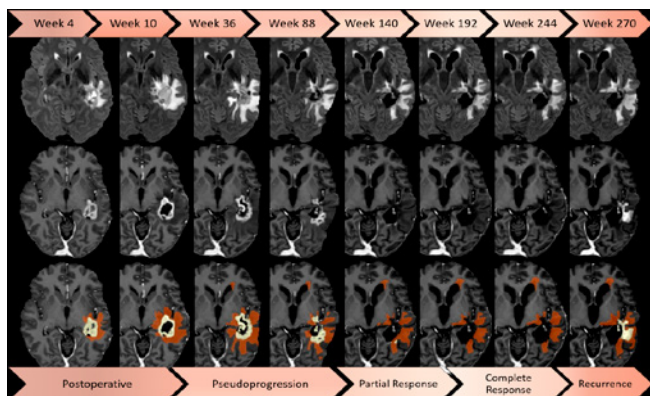 Week 4 Week 10 Week 36 Week 88 Week 140 Week 192 Week 244 Week 270
Postoperative Pseudoprogression Partial Response Complete Response Recurrence